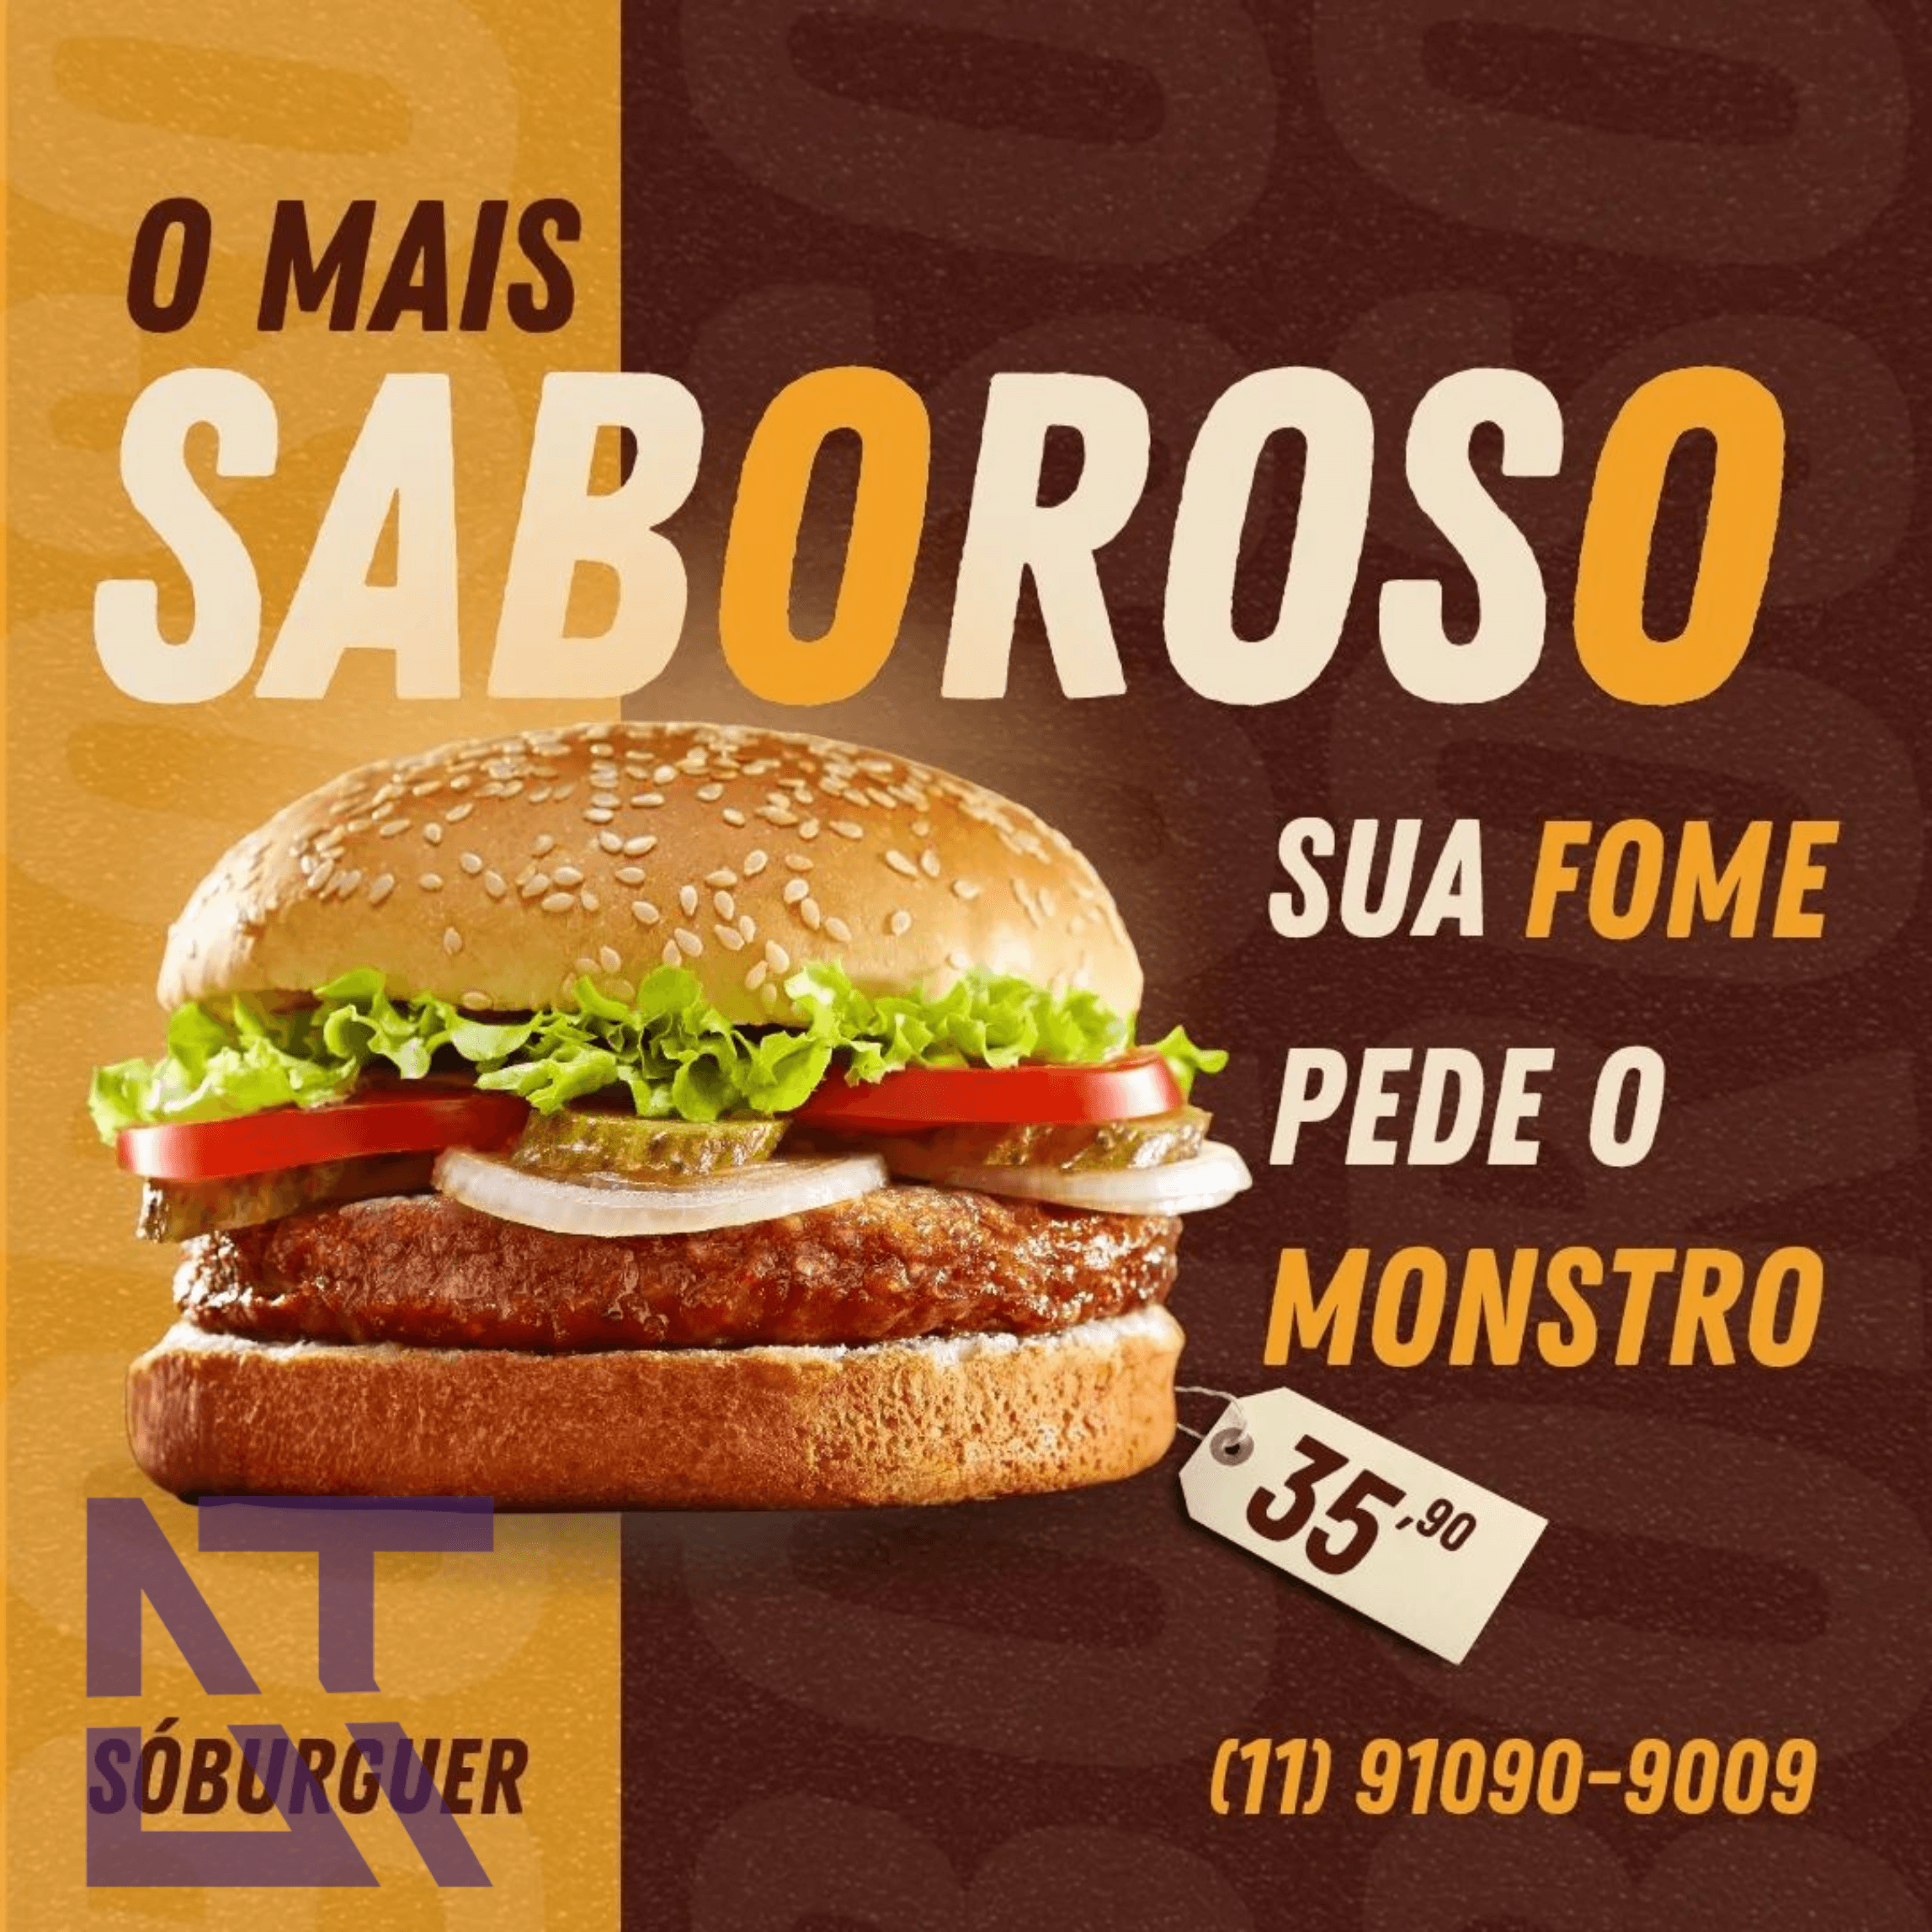 O MAIS
SABOROSO
SUA FOME
PEDE O
MONSTRO
35,90
SÓBURGUER
(11) 91090-9009